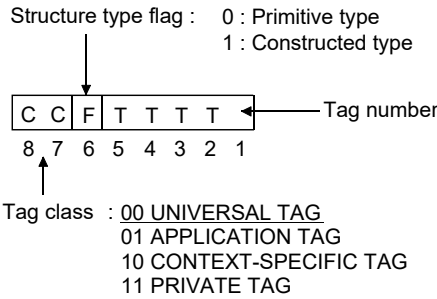 Structure type flag : 0 : Primitive type
1 : Constructed type
C C F T T T T
Tag number
8 7 6 5 4 3 2 1
Tag class : 00 UNIVERSAL TAG
01 APPLICATION TAG
10 CONTEXT-SPECIFIC TAG
11 PRIVATE TAG